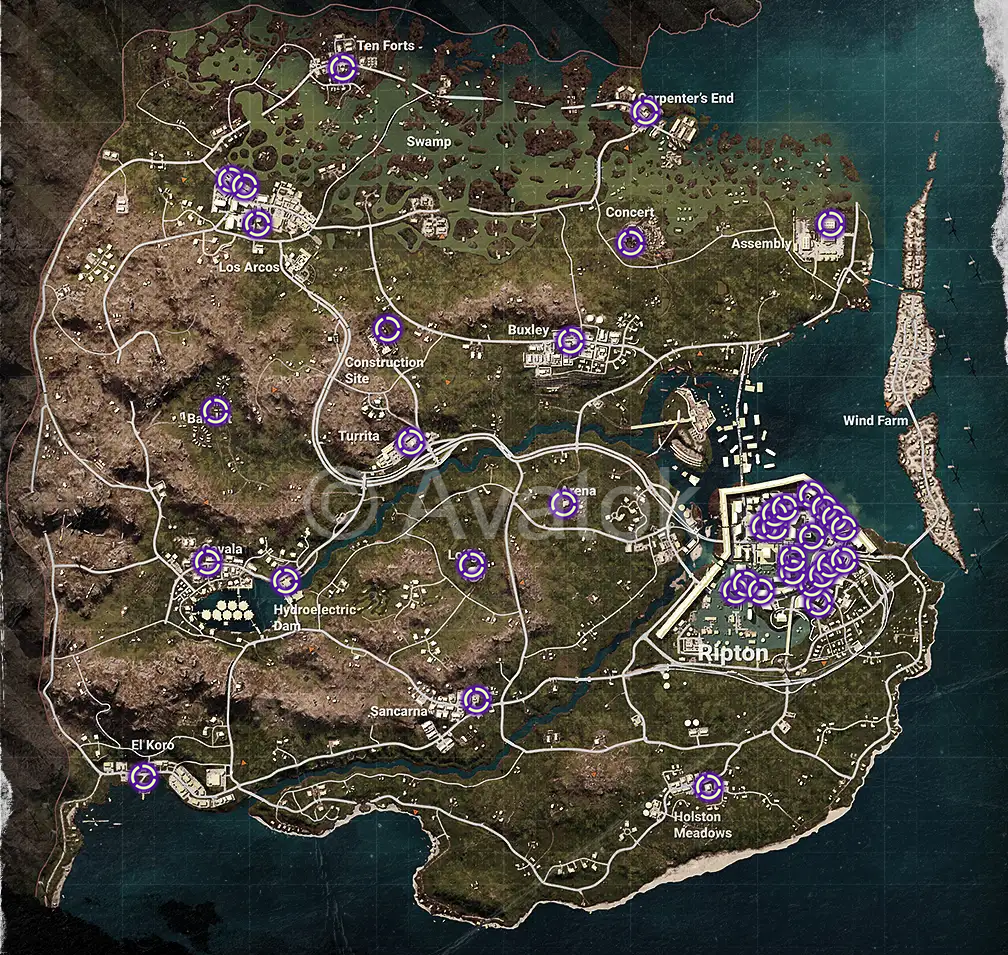 Ten Forts
Carpenter's End
Swamp
Concert
Assembly
Los Arcos
Buxley
Construction
Site
Wind Farm
Turrita
© Avalok
Hydroelectric
Dam
Ripton
Sancarna
El Koro
Holston
Meadows